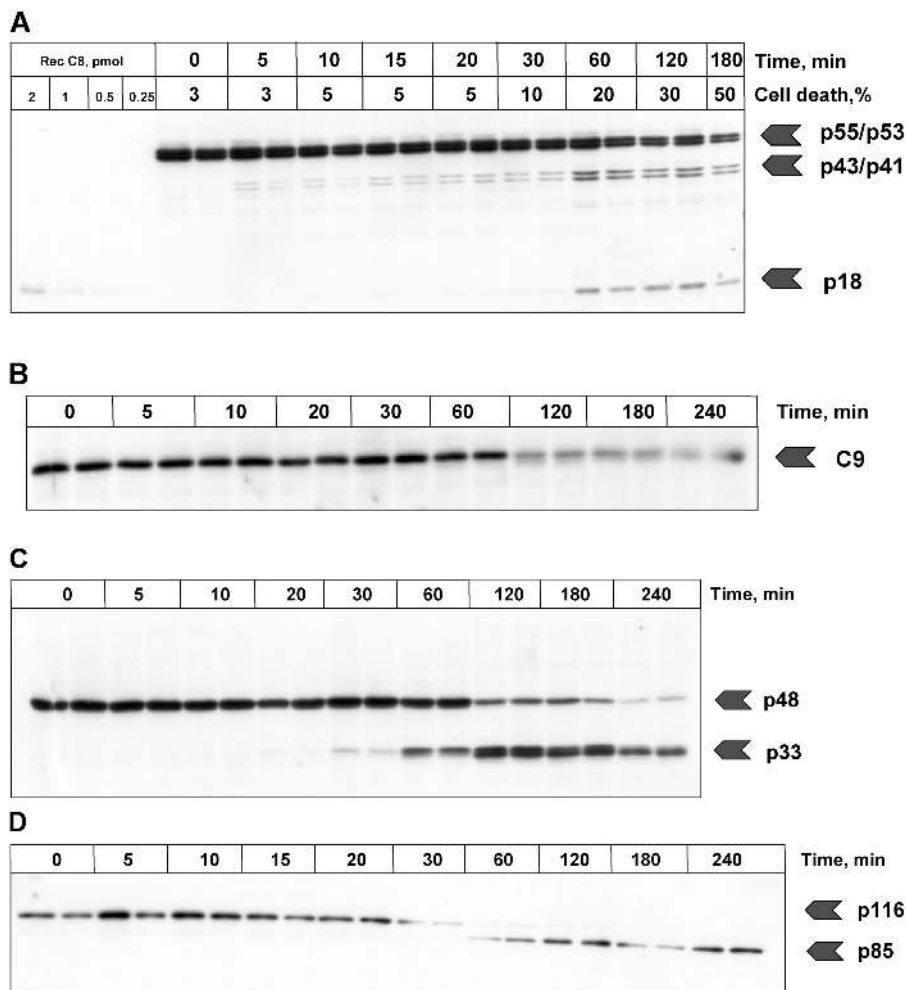 A
Rec C8, pmol 0 5 10 15 20 30 60 120 180 Time, min
2 1 0.5 0.25 3 3 5 5 5 10 20 30 50 Cell death,%
p55/p53
p43/p41
p18
B
0 5 10 20 30 60 120 180 240 Time, min
C9
C
0 5 10 20 30 60 120 180 240 Time, min
p48
p33
D
0 5 10 15 20 30 60 120 180 240 Time, min
p116
p85